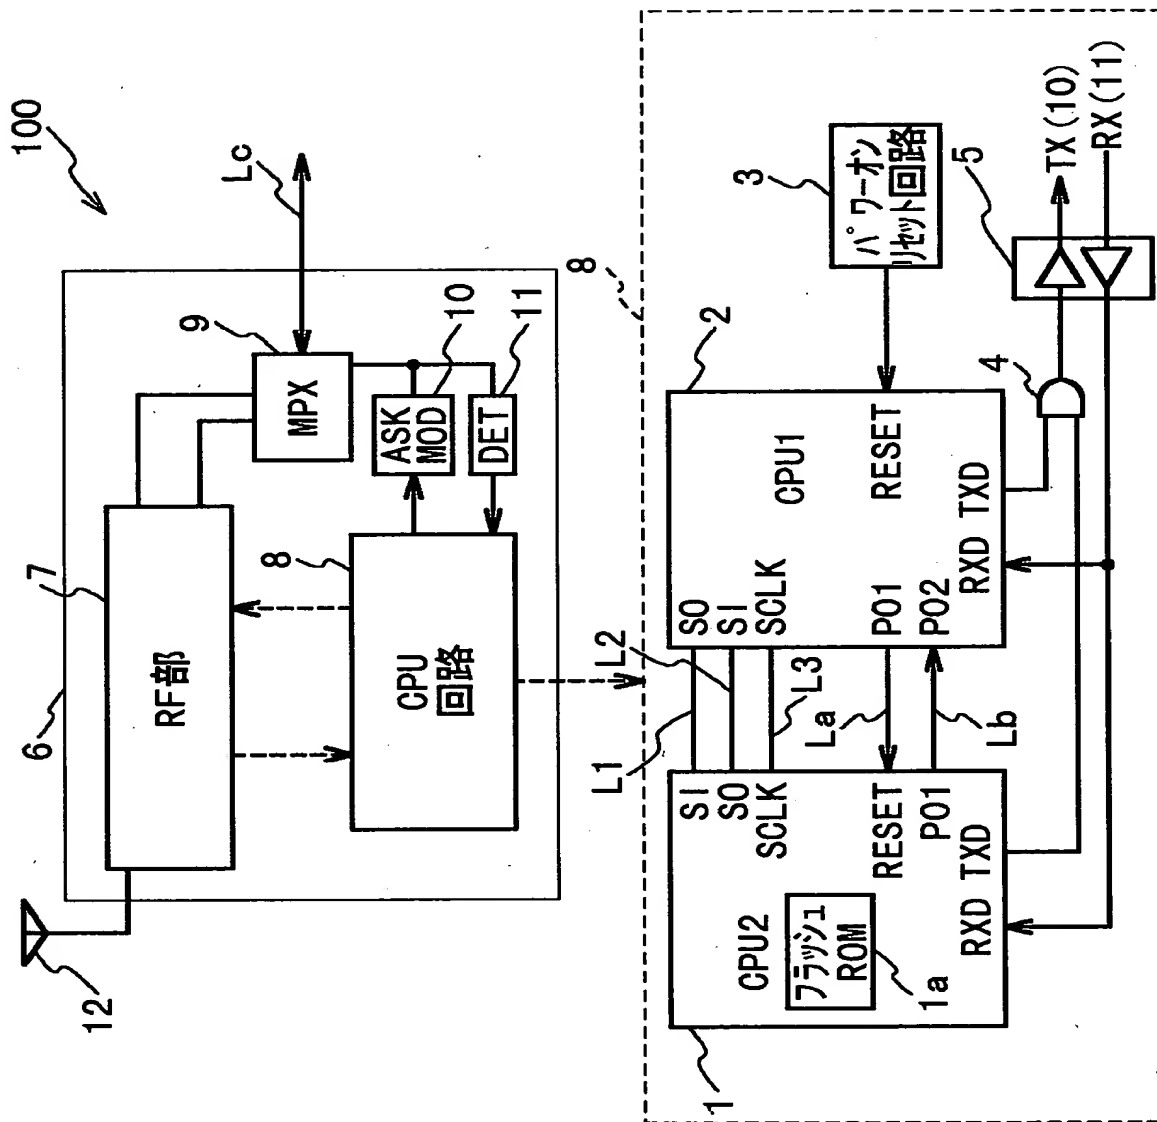 100
Lc
6
7
RF部
9
MPX
8
CPU
回路
10
ASK
MOD
11
DET
12
8
3
パワーオン
リセット回路
2
CPU1
SO
SI
SCLK
PO1
PO2
RESET
RXD TXD
4
5
TX(10)
RX(11)
L1
L2
L3
La
Lb
1
CPU2
SI
SO
SCLK
RESET
PO1
RXD TXD
フラッシュ
ROM
1a